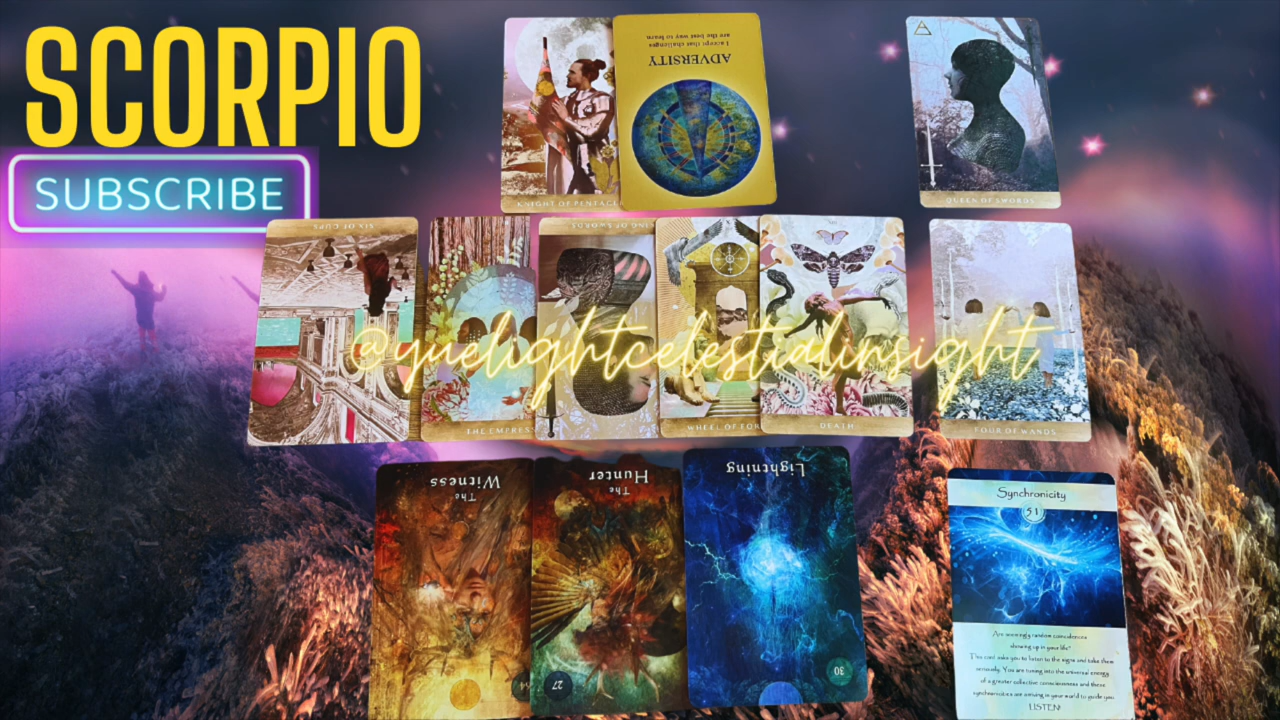 SCORPIO
SUBSCRIBE
KNIGHT OF PENTACL
ADVERSITY
I accept that challenges
are the best way to learn.
QUEEN OF SWORDS
SIX OF CUPS
THE EMPRESS
NG OF SWORDS
WHEEL OF FOR
DEATH
FOUR OF WANDS
@yuelightcelestialinsight
The
Witness
The
Hunter
27
Lightning
30
Synchronicity
51
Are seemingly random coincidences
showing up in your life?
This card asks you to listen to the signs and take them
seriously. You are tuning into the universal energy
of a greater collective consciousness and these
synchronicities are arriving in your world to guide you.
LISTEN!